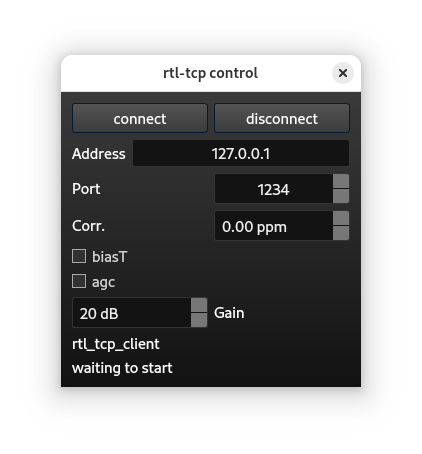 rtl-tcp control
connect disconnect
Address 127.0.0.1
Port 1234
Corr. 0.00 ppm
biasT
agc
20 dB Gain
rtl_tcp_client
waiting to start